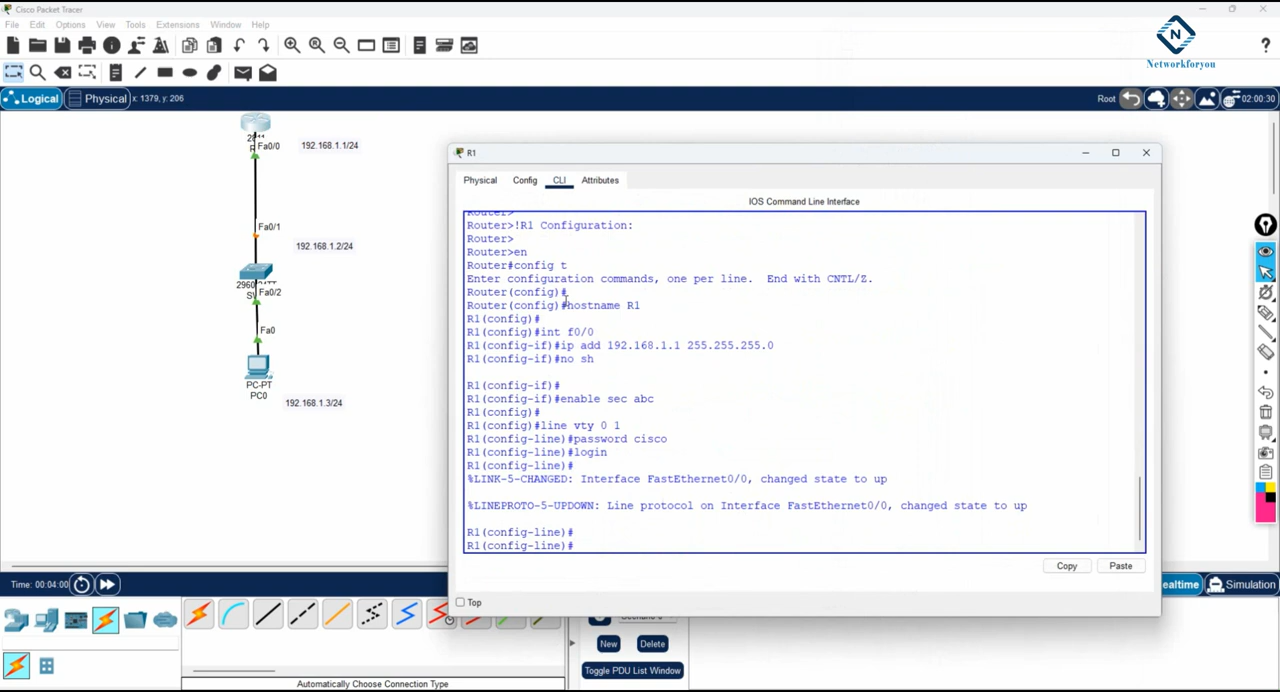 Cisco Packet Tracer
File Edit Options View Tools Extensions Window Help
Networkforyou
Logical Physical x: 1379, y: 206 Root 02:00:30
Fa0/0 192.168.1.1/24
Fa0/1
192.168.1.2/24
Fa0/2
Fa0
PC-PT
PC0
192.168.1.3/24
R1
Physical Config CLI Attributes
IOS Command Line Interface
Router>
Router>!R1 Configuration:
Router>
Router>en
Router#config t
Enter configuration commands, one per line. End with CNTL/Z.
Router(config)#
Router(config)#hostname R1
R1(config)#
R1(config)#int f0/0
R1(config-if)#ip add 192.168.1.1 255.255.255.0
R1(config-if)#no sh
R1(config-if)#
R1(config-if)#enable sec abc
R1(config)#
R1(config)#line vty 0 1
R1(config-line)#password cisco
R1(config-line)#login
R1(config-line)#
%LINK-5-CHANGED: Interface FastEthernet0/0, changed state to up
%LINEPROTO-5-UPDOWN: Line protocol on Interface FastEthernet0/0, changed state to up
R1(config-line)#
R1(config-line)#
Copy Paste
Top
Time: 00:04:00 ealtime Simulation
New Delete
Toggle PDU List Window
Automatically Choose Connection Type